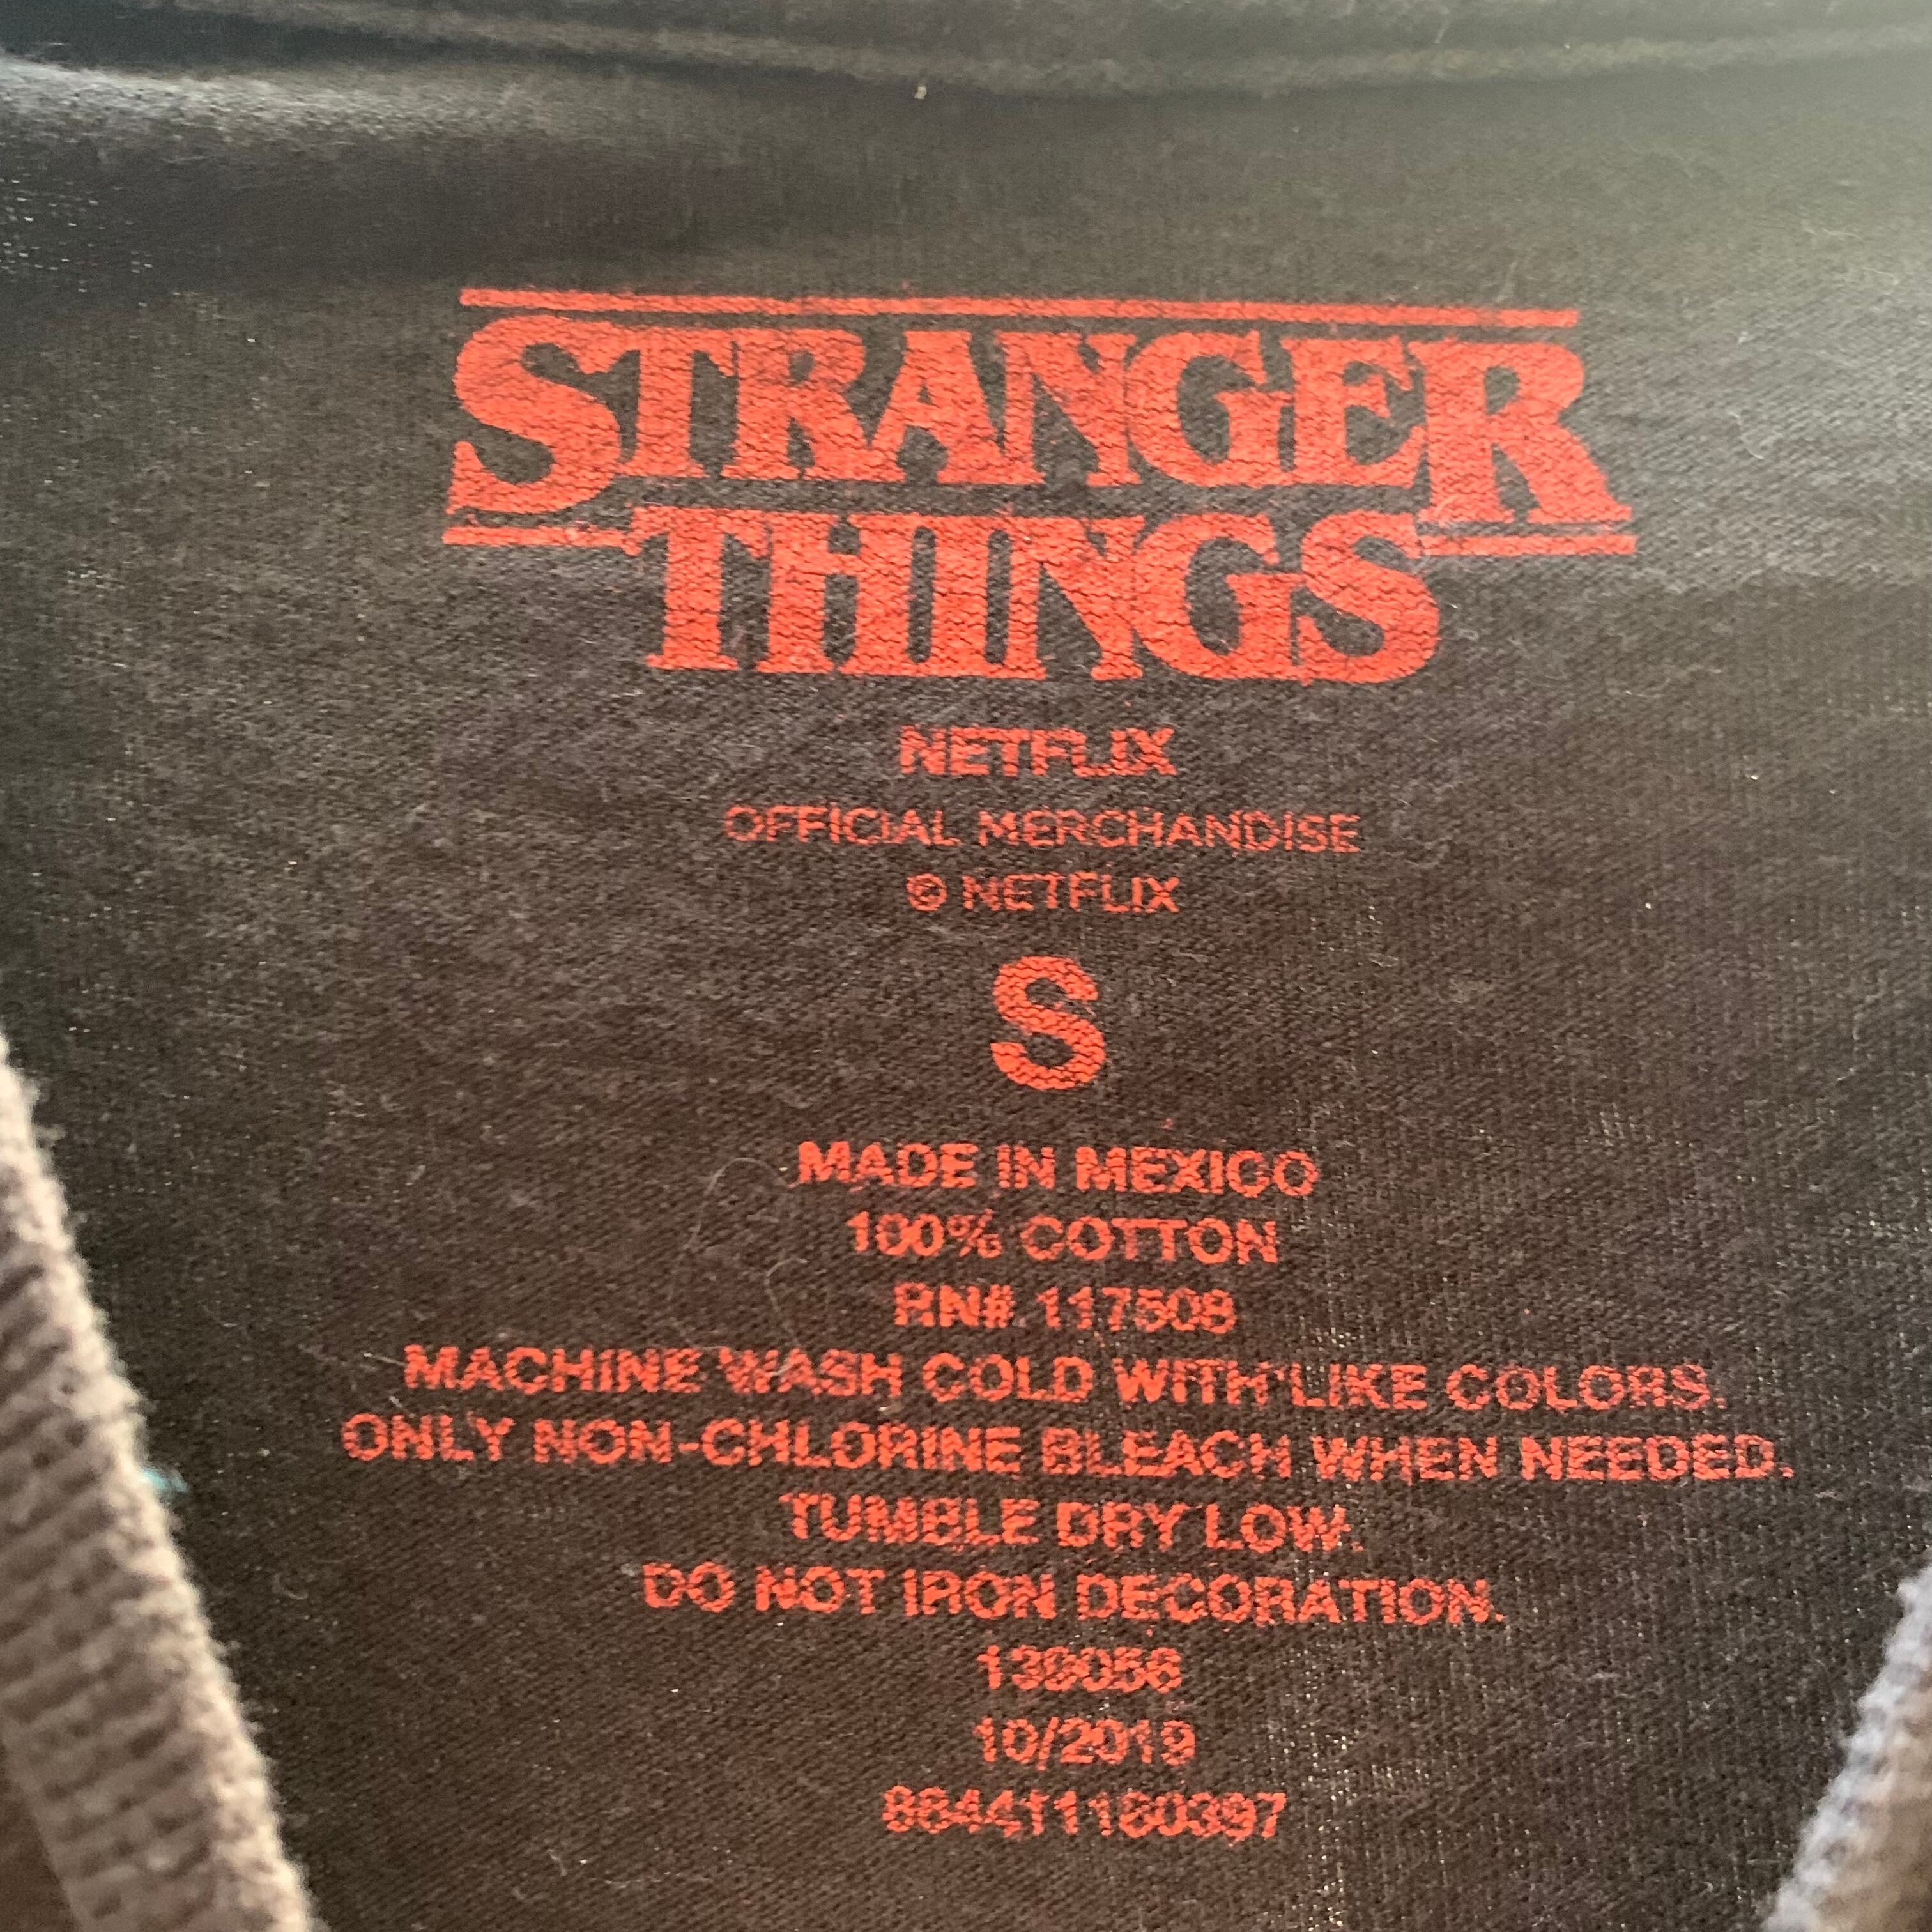 STRANGER
THINGS
NETFLIX
OFFICIAL MERCHANDISE
© NETFLIX
S
MADE IN MEXICO
100% COTTON
RN# 117508
MACHINE WASH COLD WITH LIKE COLORS.
ONLY NON-CHLORINE BLEACH WHEN NEEDED.
TUMBLE DRY LOW.
DO NOT IRON DECORATION.
139056
10/2019
864411160397